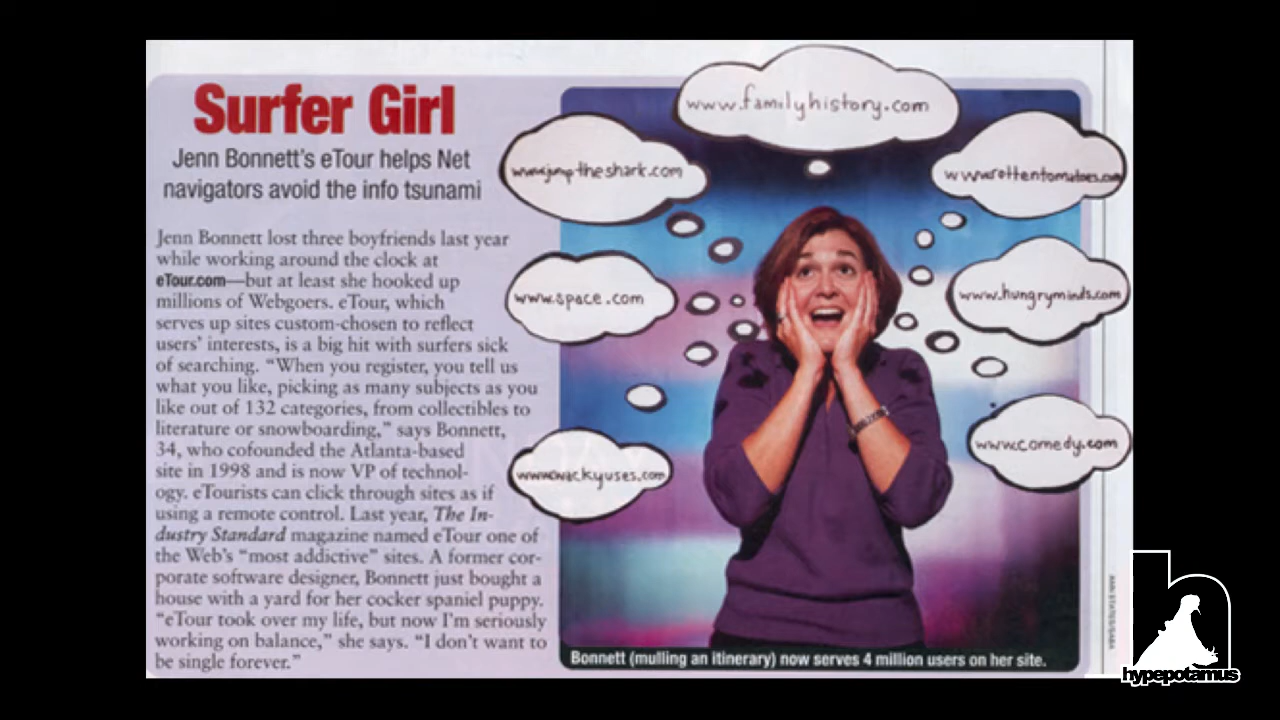 Surfer Girl
Jenn Bonnett's eTour helps Net
navigators avoid the info tsunami
Jenn Bonnett lost three boyfriends last year
while working around the clock at
eTour.com—but at least she hooked up
millions of Webgoers. eTour, which
serves up sites custom-chosen to reflect
users' interests, is a big hit with surfers sick
of searching. "When you register, you tell us
what you like, picking as many subjects as you
like out of 132 categories, from collectibles to
literature or snowboarding," says Bonnett,
34, who cofounded the Atlanta-based
site in 1998 and is now VP of technol-
ogy. eTourists can click through sites as if
using a remote control. Last year, The In-
dustry Standard magazine named eTour one of
the Web's "most addictive" sites. A former cor-
porate software designer, Bonnett just bought a
house with a yard for her cocker spaniel puppy.
"eTour took over my life, but now I'm seriously
working on balance," she says. "I don't want to
be single forever."
www.familyhistory.com
www.jumptheshark.com
www.rottentomatoes.com
www.space.com
www.hungryminds.com
www.wackyuses.com
www.comedy.com
Bonnett (mulling an itinerary) now serves 4 million users on her site.
h
hypepotamus